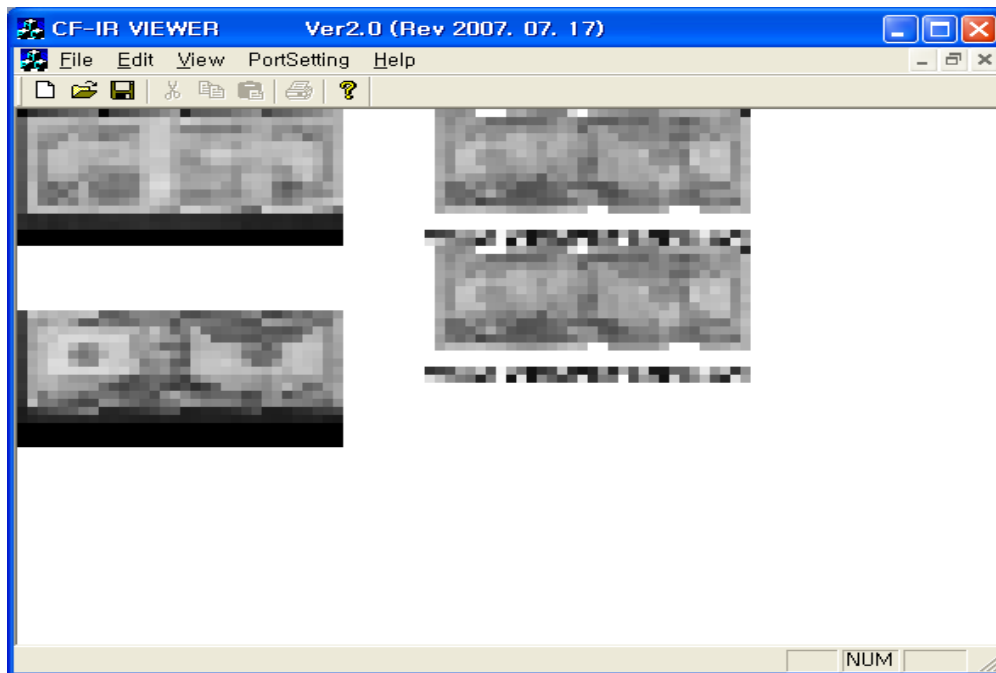 CF-IR VIEWER Ver2.0 (Rev 2007. 07. 17)
File Edit View PortSetting Help
NUM